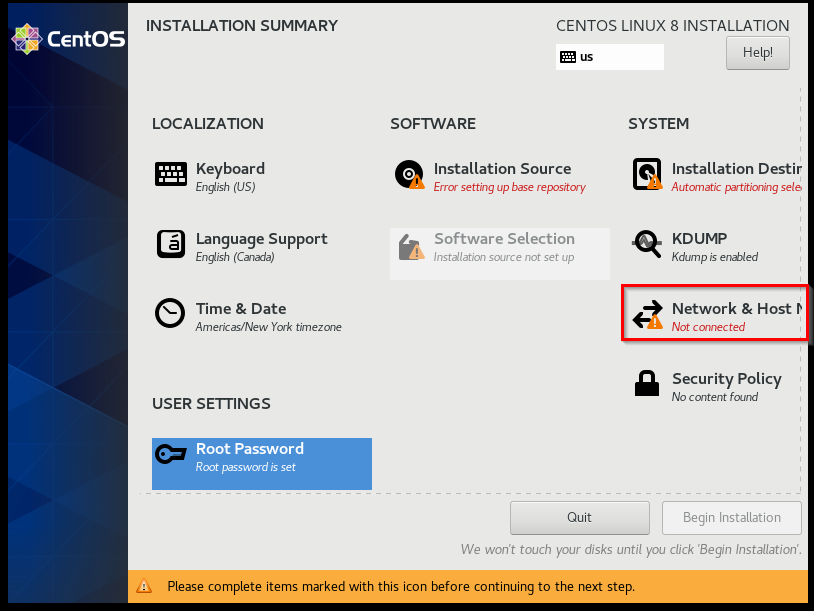 CentOS
INSTALLATION SUMMARY
CENTOS LINUX 8 INSTALLATION
us
Help!
LOCALIZATION
Keyboard
English (US)
Language Support
English (Canada)
Time & Date
Americas/New York timezone
SOFTWARE
Installation Source
Error setting up base repository
Software Selection
Installation source not set up
SYSTEM
Installation Destin
Automatic partitioning sele
KDUMP
Kdump is enabled
Network & Host N
Not connected
Security Policy
No content found
USER SETTINGS
Root Password
Root password is set
Quit
Begin Installation
We won't touch your disks until you click 'Begin Installation'.
Please complete items marked with this icon before continuing to the next step.